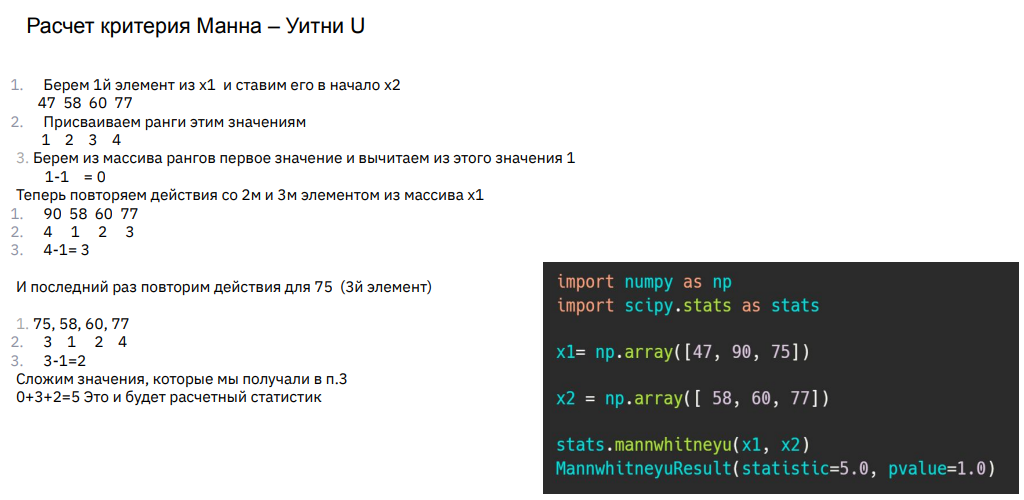 Расчет критерия Манна – Уитни U
1. Берем 1й элемент из x1 и ставим его в начало x2
47 58 60 77
2. Присваиваем ранги этим значениям
1 2 3 4
3. Берем из массива рангов первое значение и вычитаем из этого значения 1
1-1 = 0
Теперь повторяем действия со 2м и 3м элементом из массива x1
1. 90 58 60 77
2. 4 1 2 3
3. 4-1= 3
И последний раз повторим действия для 75 (3й элемент)
1. 75, 58, 60, 77
2. 3 1 2 4
3. 3-1=2
Сложим значения, которые мы получали в п.3
0+3+2=5 Это и будет расчетный статистик
import numpy as np
import scipy.stats as stats
x1= np.array([47, 90, 75])
x2 = np.array([ 58, 60, 77])
stats.mannwhitneyu(x1, x2)
MannwhitneyuResult(statistic=5.0, pvalue=1.0)